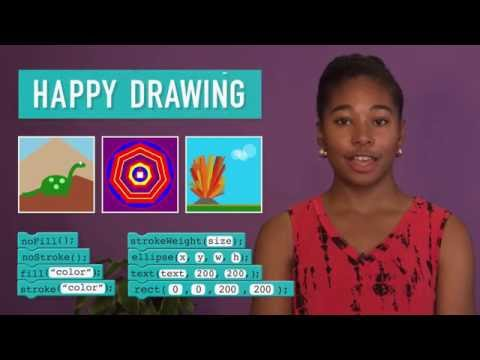 HAPPY DRAWING
noFill();
noStroke();
fill("color");
stroke("color");
strokeWeight(size);
ellipse(x, y, w, h);
text(text, 200, 200,);
rect( 0 , 0 , 200 , 200 );